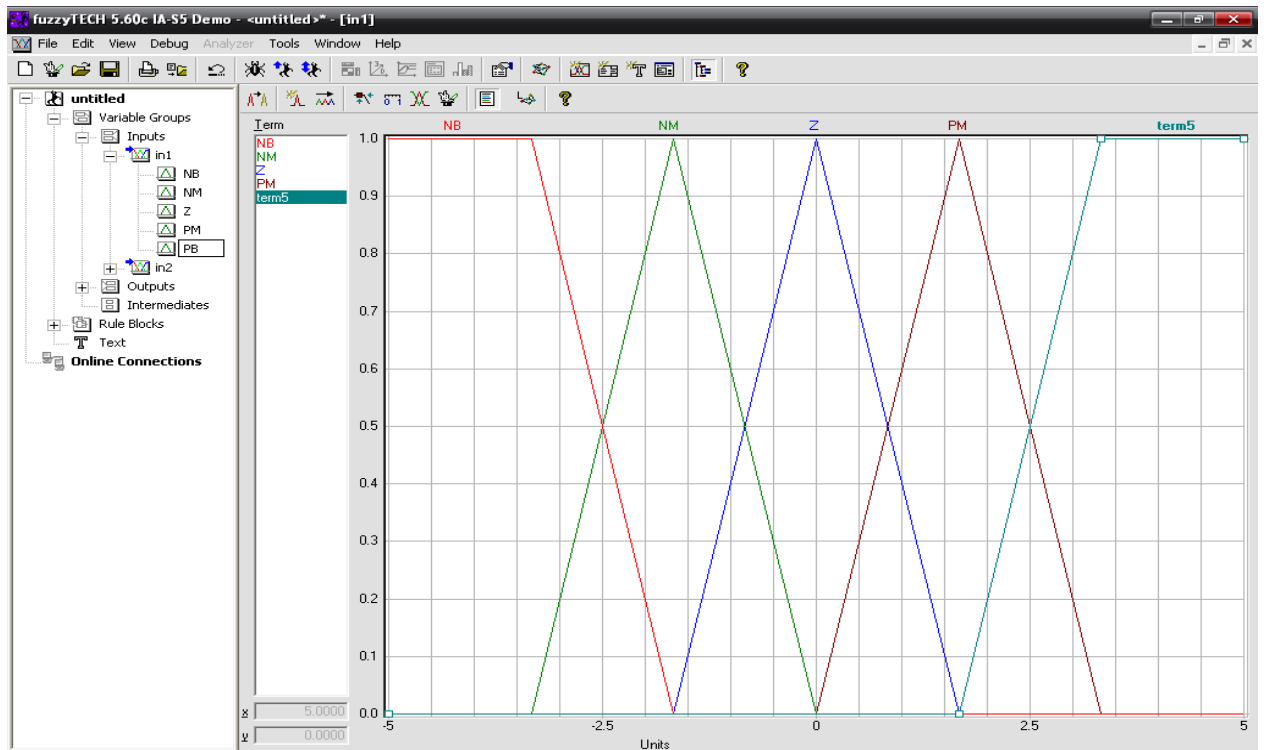 fuzzyTECH 5.60c IA-S5 Demo - <untitled>* - [in1]
File Edit View Debug Analyzer Tools Window Help
untitled
Variable Groups
Inputs
in1
NB
NM
Z
PM
PB
in2
Outputs
Intermediates
Rule Blocks
Text
Online Connections
Term
NB
NM
Z
PM
term5
x 5.0000
y 0.0000
NB NM Z PM term5
1.0
0.9
0.8
0.7
0.6
0.5
0.4
0.3
0.2
0.1
0.0
-5 -2.5 0 2.5 5
Units